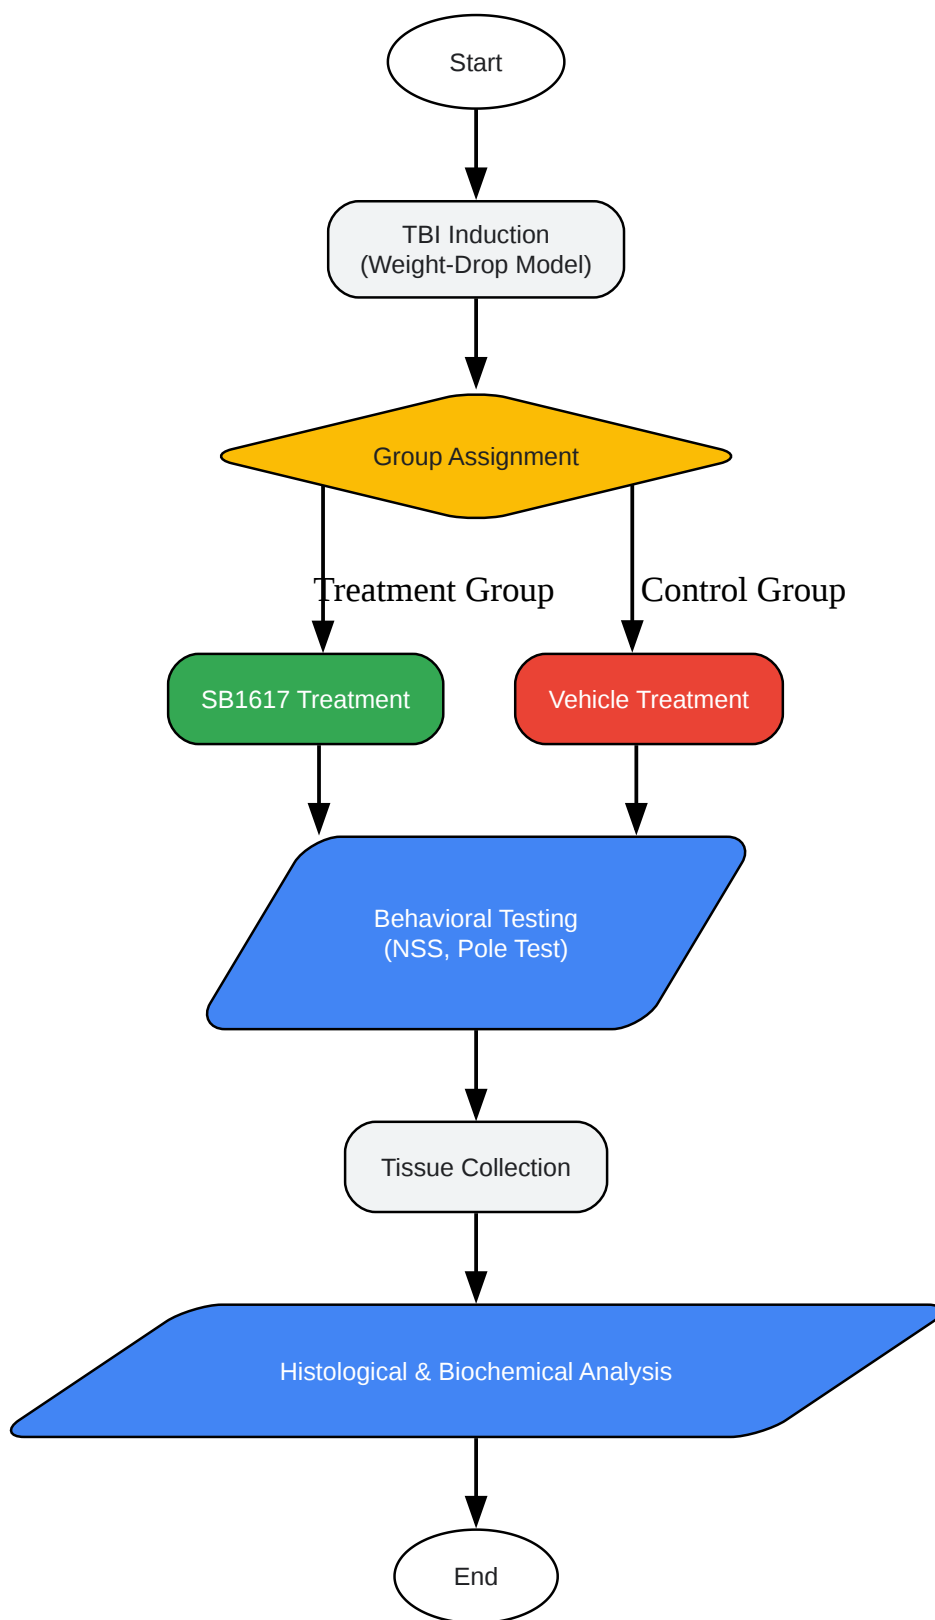 Start
TBI Induction
(Weight-Drop Model)
Group Assignment
Treatment Group
Control Group
SB1617 Treatment
Vehicle Treatment
Behavioral Testing
(NSS, Pole Test)
Tissue Collection
Histological & Biochemical Analysis
End